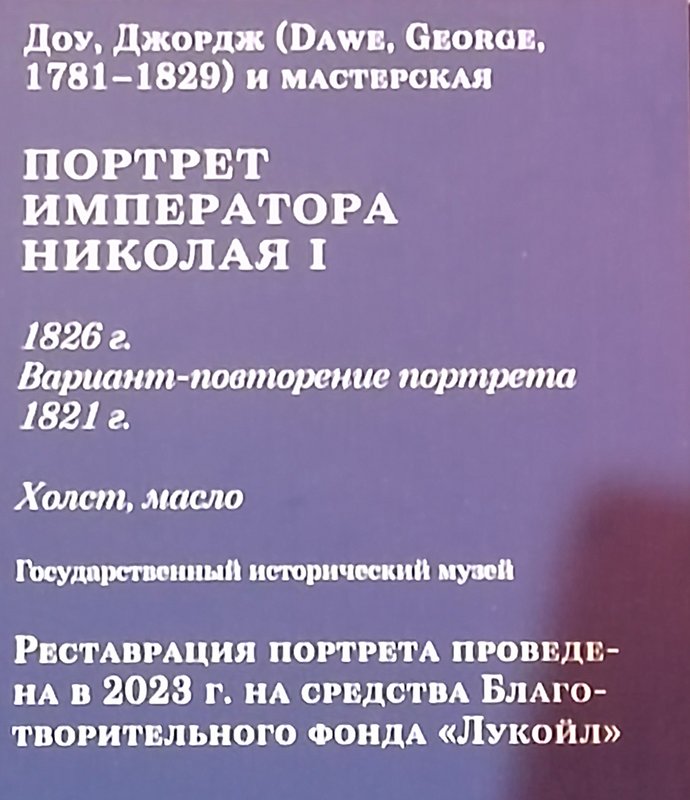 Доу, Джордж (Dawe, George,
1781–1829) и мастерская
ПОРТРЕТ
ИМПЕРАТОРА
НИКОЛАЯ I
1826 г.
Вариант-повторение портрета
1821 г.
Холст, масло
Государственный исторический музей
Реставрация портрета проведе-
на в 2023 г. на средства Благо-
творительного фонда «Лукойл»